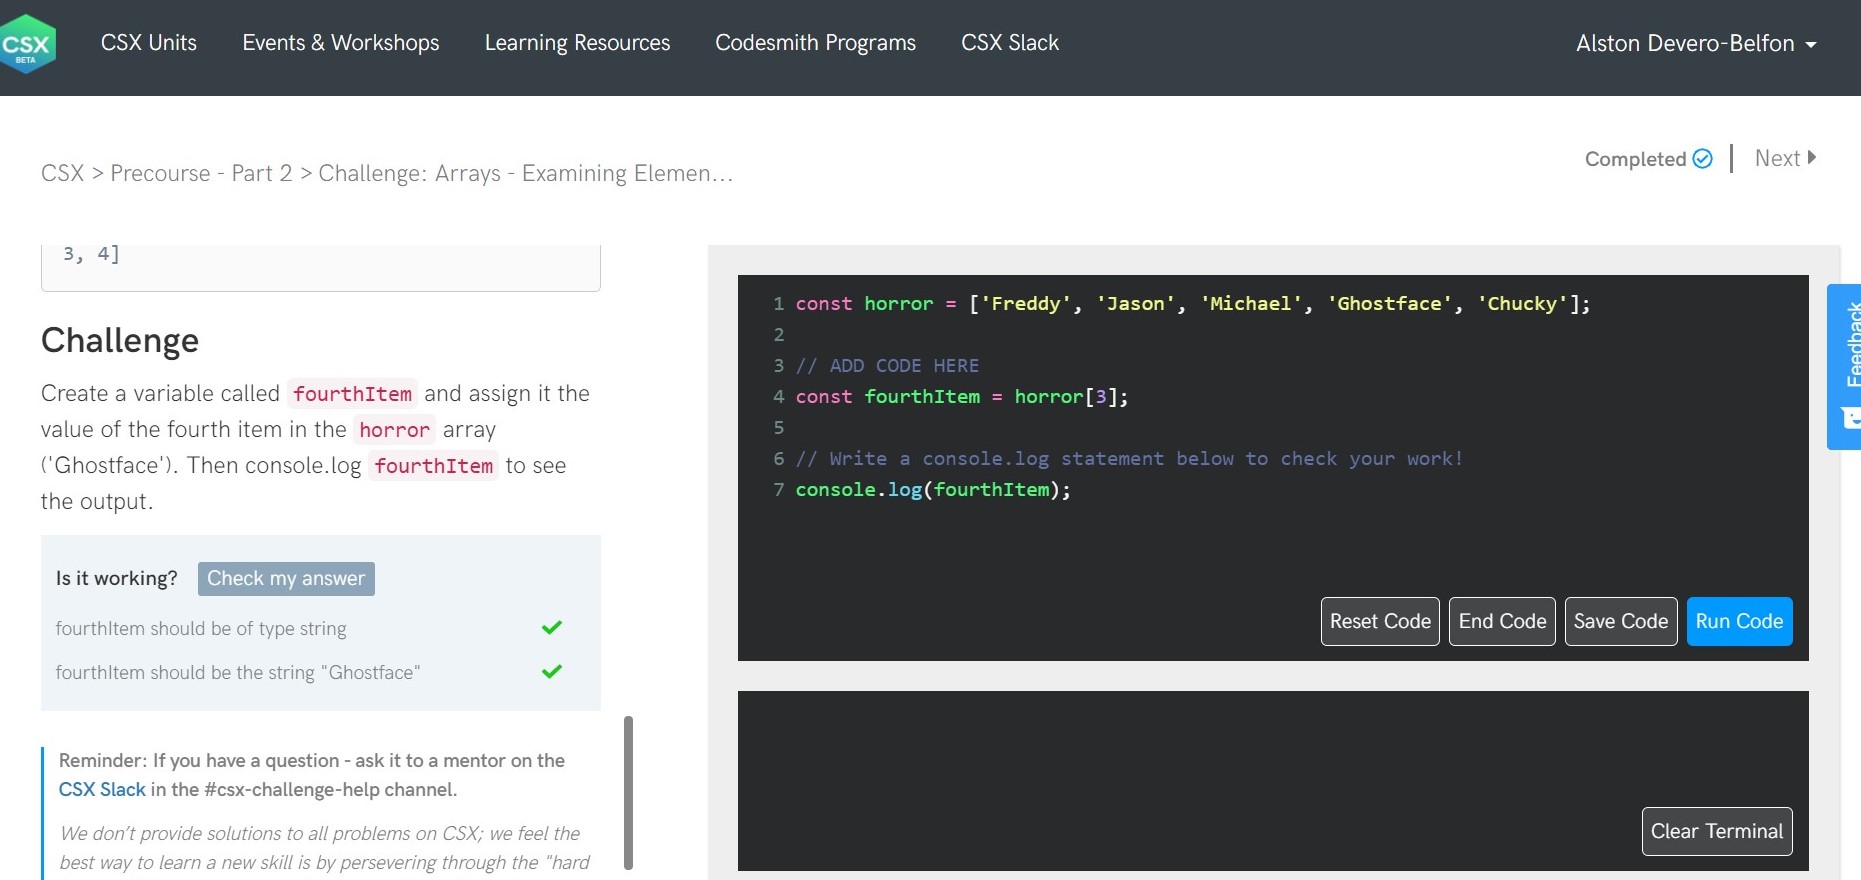 CSX
BETA
CSX Units
Events & Workshops
Learning Resources
Codesmith Programs
CSX Slack
Alston Devero-Belfon
CSX > Precourse - Part 2 > Challenge: Arrays - Examining Elemen...
Completed
Next
3, 4]
Challenge
Create a variable called fourthItem and assign it the
value of the fourth item in the horror array
('Ghostface'). Then console.log fourthItem to see
the output.
Is it working?
Check my answer
fourthItem should be of type string
fourthItem should be the string "Ghostface"
Reminder: If you have a question - ask it to a mentor on the
CSX Slack in the #csx-challenge-help channel.
We don’t provide solutions to all problems on CSX; we feel the
best way to learn a new skill is by persevering through the "hard
1 const horror = ['Freddy', 'Jason', 'Michael', 'Ghostface', 'Chucky'];
2
3 // ADD CODE HERE
4 const fourthItem = horror[3];
5
6 // Write a console.log statement below to check your work!
7 console.log(fourthItem);
Reset Code
End Code
Save Code
Run Code
Clear Terminal
Feedback